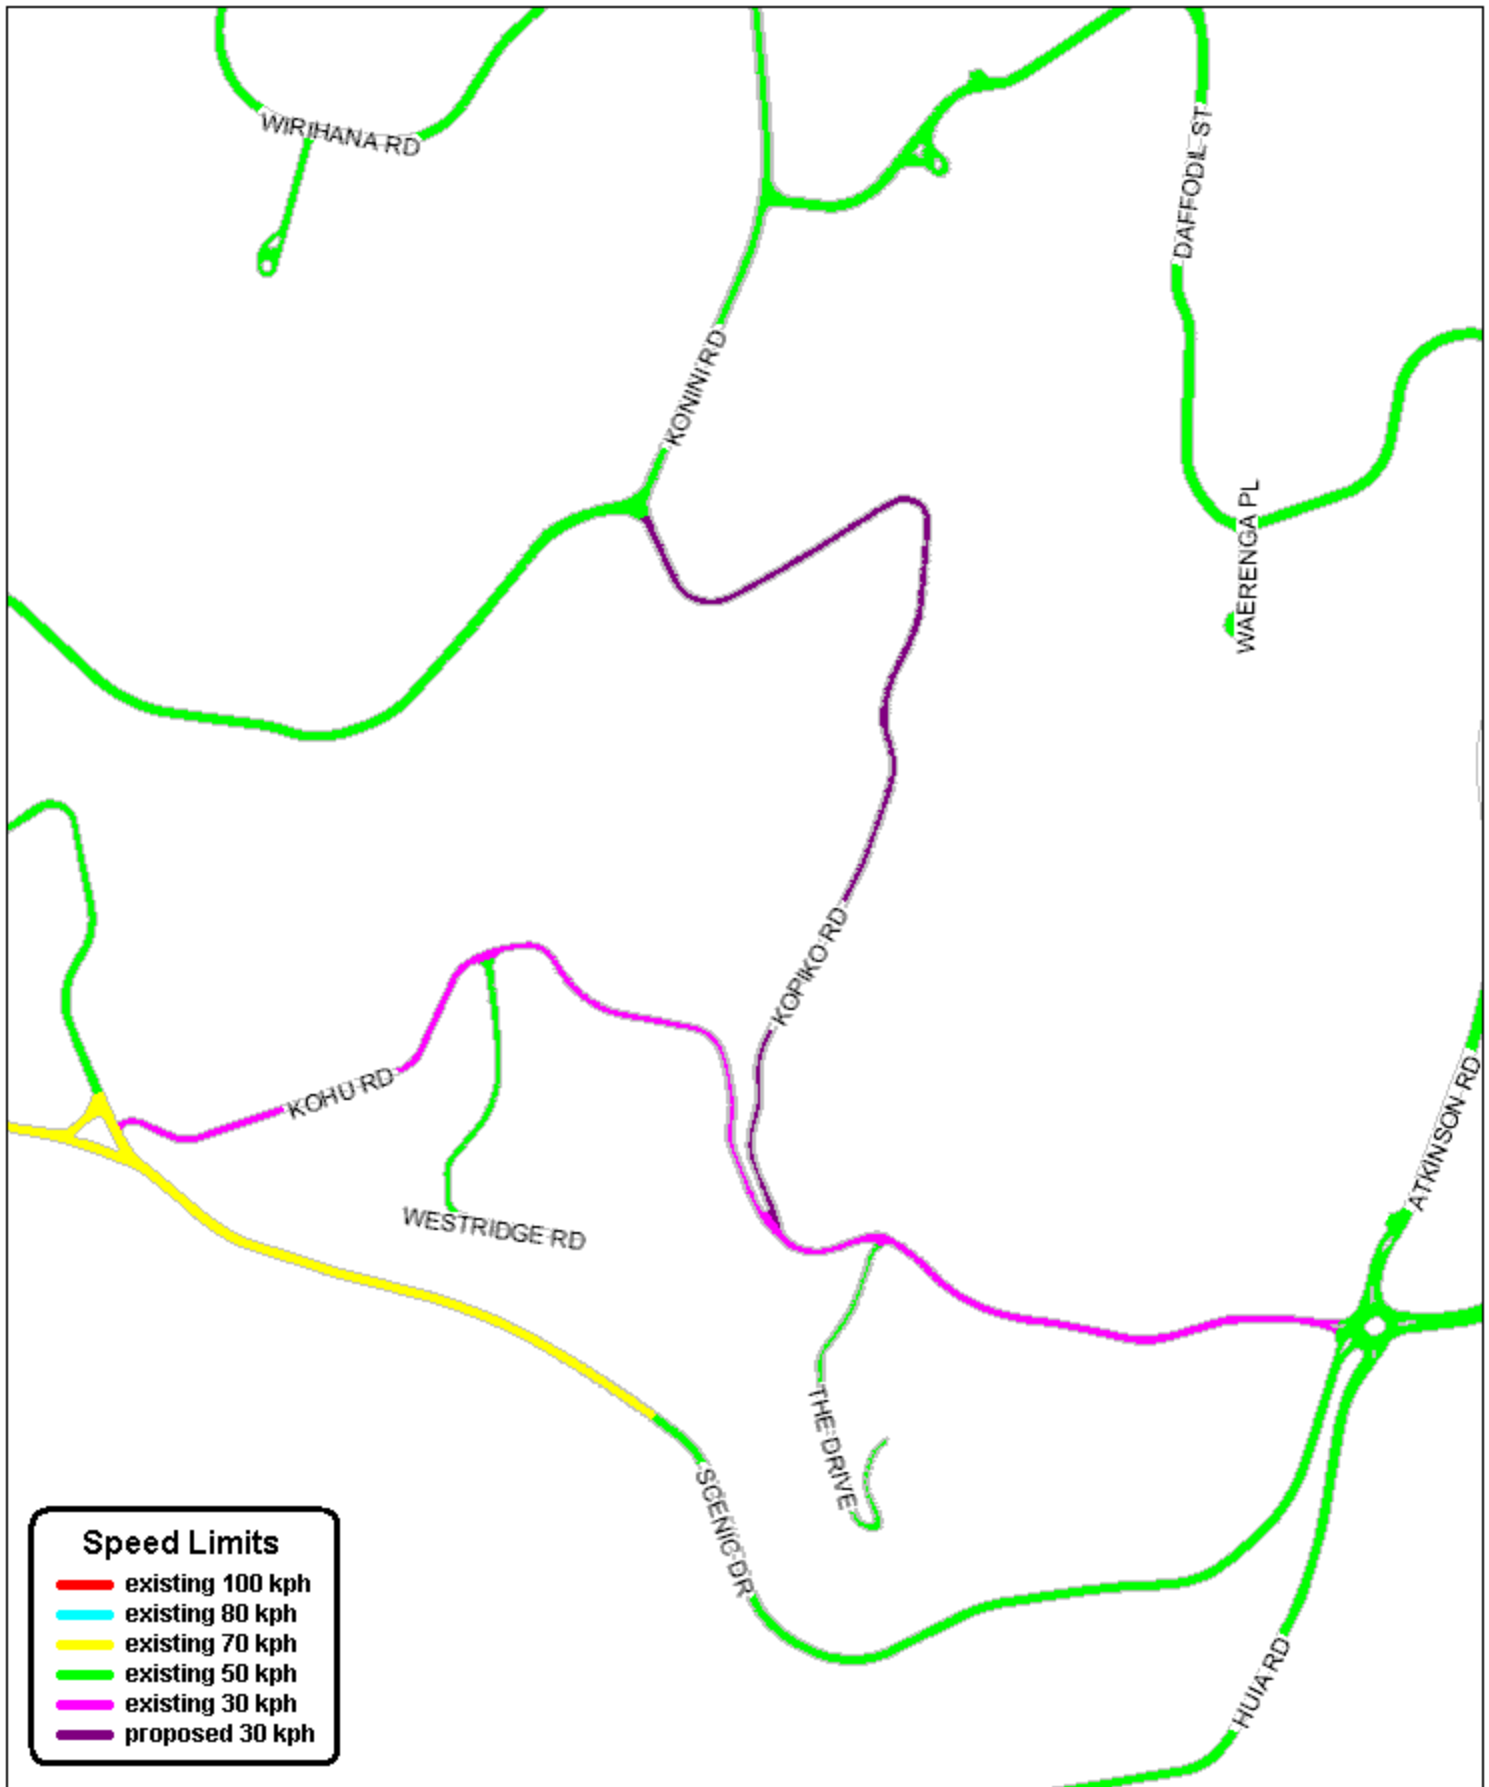 WIRIHANA RD
DAFFODIL ST
KONINI RD
WAERENGA PL
KOPIKO RD
KOHU RD
ATKINSON RD
WESTRIDGE RD
THE DRIVE
SCENIC DR
HUIA RD
Speed Limits
existing 100 kph
existing 80 kph
existing 70 kph
existing 50 kph
existing 30 kph
proposed 30 kph